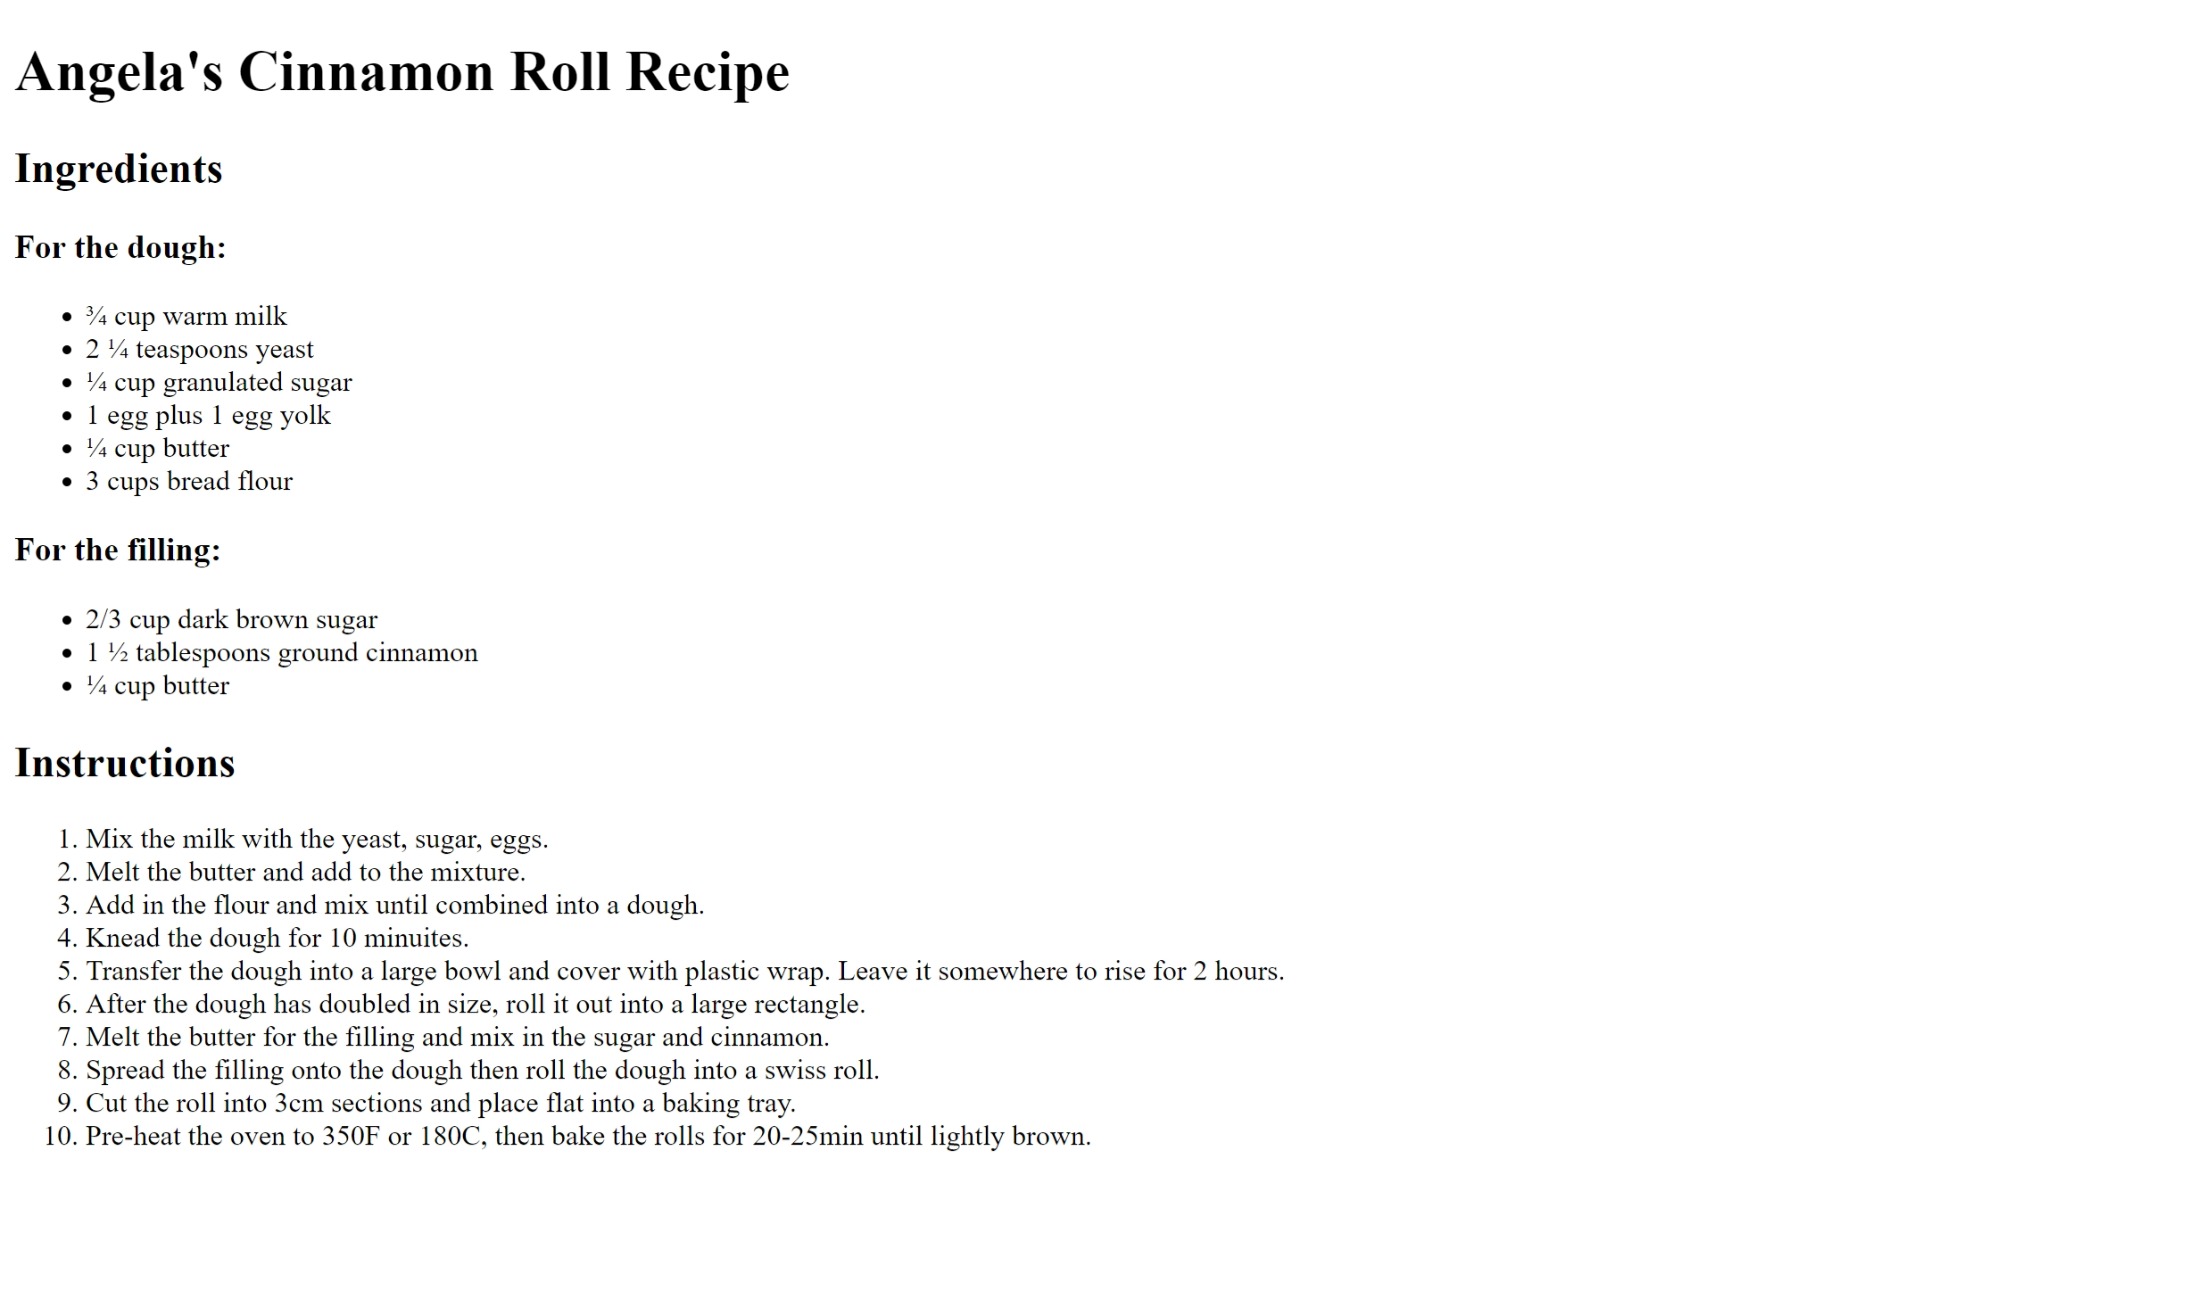 Angela's Cinnamon Roll Recipe
Ingredients
For the dough:
• ¾ cup warm milk
• 2 ¼ teaspoons yeast
• ¼ cup granulated sugar
• 1 egg plus 1 egg yolk
• ¼ cup butter
• 3 cups bread flour
For the filling:
• 2/3 cup dark brown sugar
• 1 ½ tablespoons ground cinnamon
• ¼ cup butter
Instructions
1. Mix the milk with the yeast, sugar, eggs.
2. Melt the butter and add to the mixture.
3. Add in the flour and mix until combined into a dough.
4. Knead the dough for 10 minuites.
5. Transfer the dough into a large bowl and cover with plastic wrap. Leave it somewhere to rise for 2 hours.
6. After the dough has doubled in size, roll it out into a large rectangle.
7. Melt the butter for the filling and mix in the sugar and cinnamon.
8. Spread the filling onto the dough then roll the dough into a swiss roll.
9. Cut the roll into 3cm sections and place flat into a baking tray.
10. Pre-heat the oven to 350F or 180C, then bake the rolls for 20-25min until lightly brown.